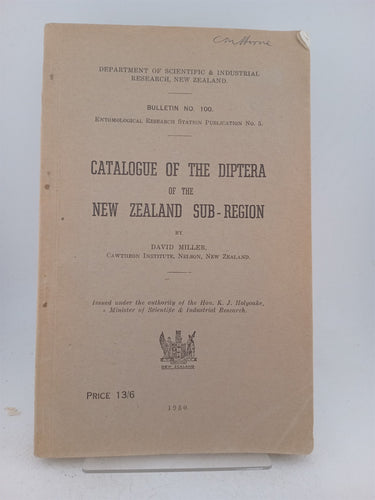 DEPARTMENT OF SCIENTIFIC & INDUSTRIAL
RESEARCH, NEW ZEALAND.
BULLETIN NO. 100.
ENTOMOLOGICAL RESEARCH STATION PUBLICATION NO. 5.
CATALOGUE OF THE DIPTERA
OF THE
NEW ZEALAND SUB-REGION
BY
DAVID MILLER,
CAWTHRON INSTITUTE, NELSON, NEW ZEALAND.
Issued under the authority of the Hon. K. J. Holyoake,
Minister of Scientific & Industrial Research.
NEW ZEALAND
PRICE 13/6
1950